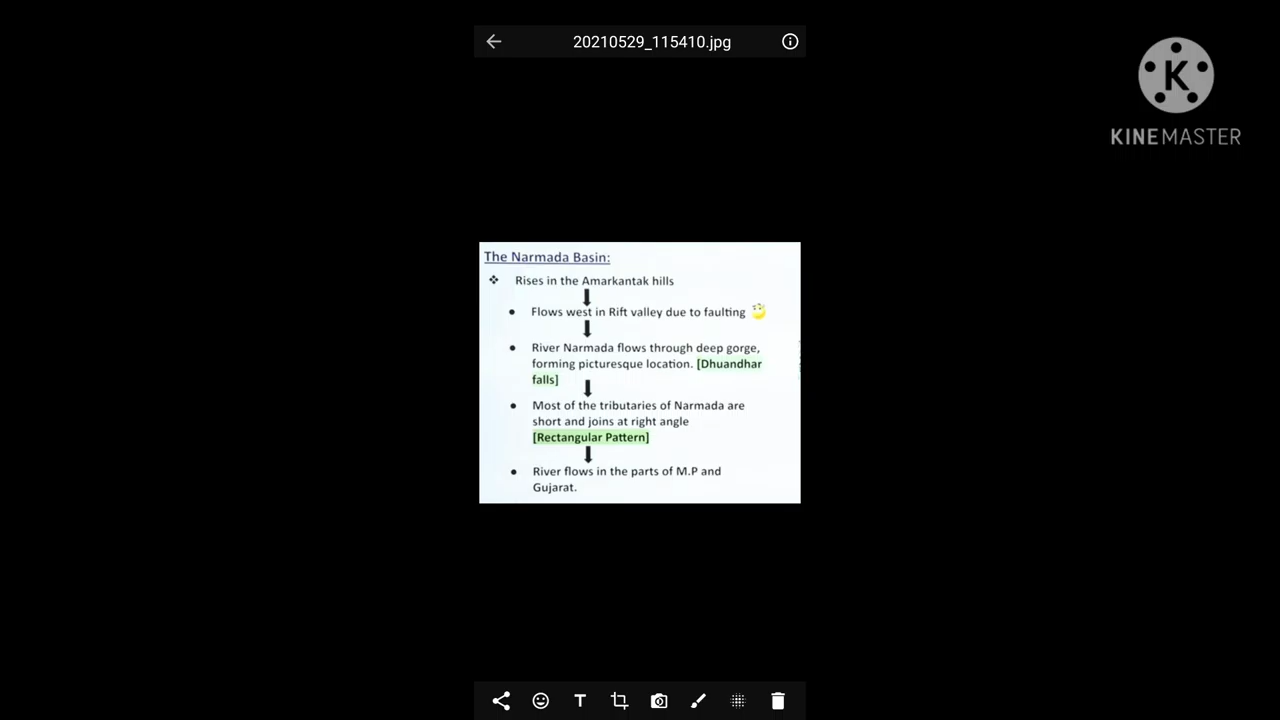 20210529_115410.jpg
K
KINEMASTER
The Narmada Basin:
Rises in the Amarkantak hills
Flows west in Rift valley due to faulting
River Narmada flows through deep gorge,
forming picturesque location. [Dhuandhar
falls]
Most of the tributaries of Narmada are
short and joins at right angle
[Rectangular Pattern]
River flows in the parts of M.P and
Gujarat.
T